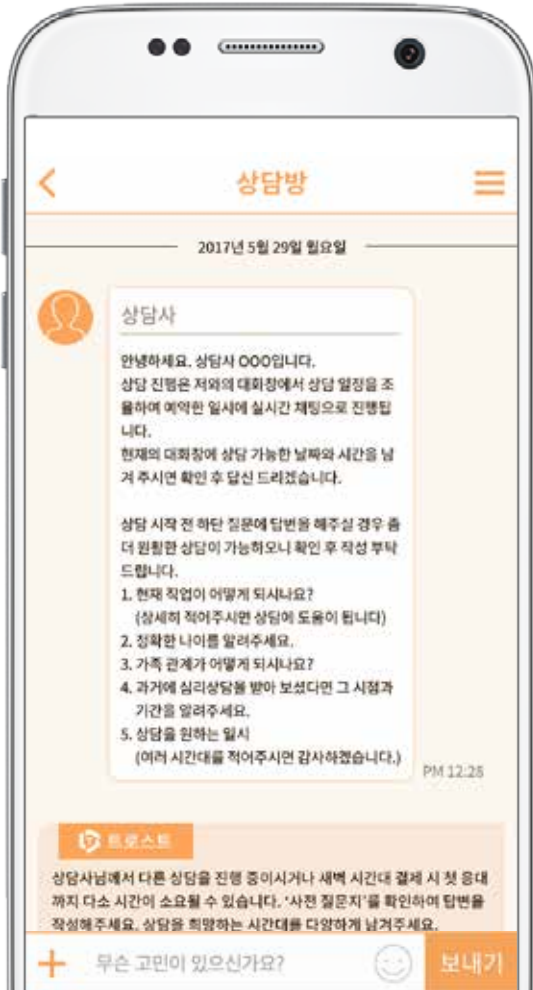 상담방
2017년 5월 29일 월요일
상담사
안녕하세요. 상담사 OOO입니다.
상담 진행은 저와의 대화창에서 상담 일정을 조
율하여 예약한 일시에 실시간 채팅으로 진행됩
니다.
현재의 대화창에 상담 가능한 날짜와 시간을 남
겨 주시면 확인 후 답신 드리겠습니다.
상담 시작 전 하단 질문에 답변을 해주실 경우 좀
더 원활한 상담이 가능하오니 확인 후 작성 부탁
드립니다.
1. 현재 직업이 어떻게 되시나요?
(상세히 적어주시면 상담에 도움이 됩니다)
2. 정확한 나이를 알려주세요.
3. 가족 관계가 어떻게 되시나요?
4. 과거에 심리상담을 받아 보셨다면 그 시점과
기간을 알려주세요.
5. 상담을 원하는 일시
(여러 시간대를 적어주시면 감사하겠습니다.)
PM 12:28
트로스트
상담사님께서 다른 상담을 진행 중이시거나 새벽 시간대 결제 시 첫 응대
까지 다소 시간이 소요될 수 있습니다. '사전 질문지'를 확인하여 답변을
작성해주세요. 상담을 희망하는 시간대를 다양하게 남겨주세요.
무슨 고민이 있으신가요?
보내기